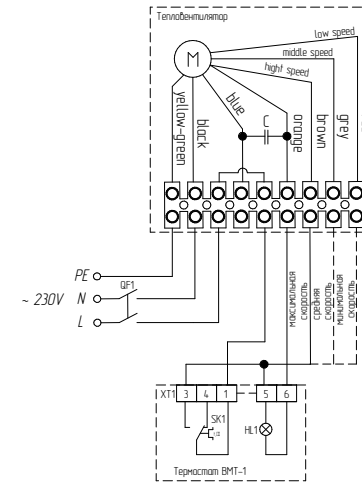 Тепловентилятор
low speed
middle speed
hight speed
M
yellow-green
black
blue
C
orange
brown
grey
PE
~ 230V N QF1
L
максимальная
скорость
средняя
скорость
минимальная
скорость
XT1 3 4 1 5 6
SK1
HL1
Термостат ВМТ-1